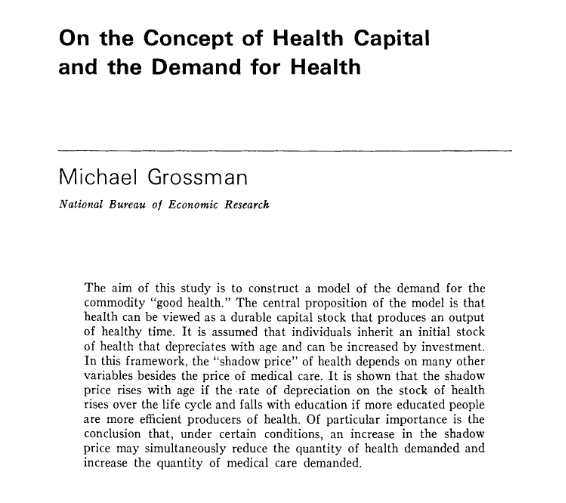 On the Concept of Health Capital
and the Demand for Health
Michael Grossman
National Bureau of Economic Research
The aim of this study is to construct a model of the demand for the
commodity “good health.” The central proposition of the model is that
health can be viewed as a durable capital stock that produces an output
of healthy time. It is assumed that individuals inherit an initial stock
of health that depreciates with age and can be increased by investment.
In this framework, the “shadow price” of health depends on many other
variables besides the price of medical care. It is shown that the shadow
price rises with age if the rate of depreciation on the stock of health
rises over the life cycle and falls with education if more educated people
are more efficient producers of health. Of particular importance is the
conclusion that, under certain conditions, an increase in the shadow
price may simultaneously reduce the quantity of health demanded and
increase the quantity of medical care demanded.